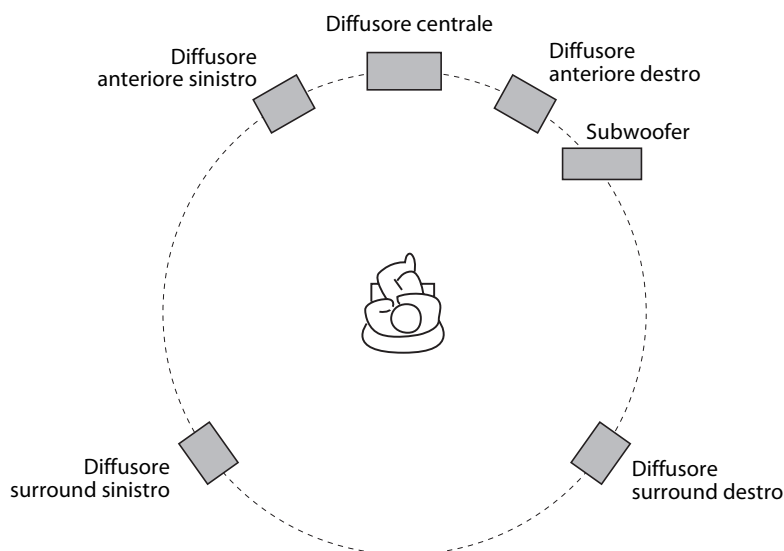 Diffusore centrale
Diffusore
anteriore sinistro
Diffusore
anteriore destro
Subwoofer
Diffusore
surround sinistro
Diffusore
surround destro